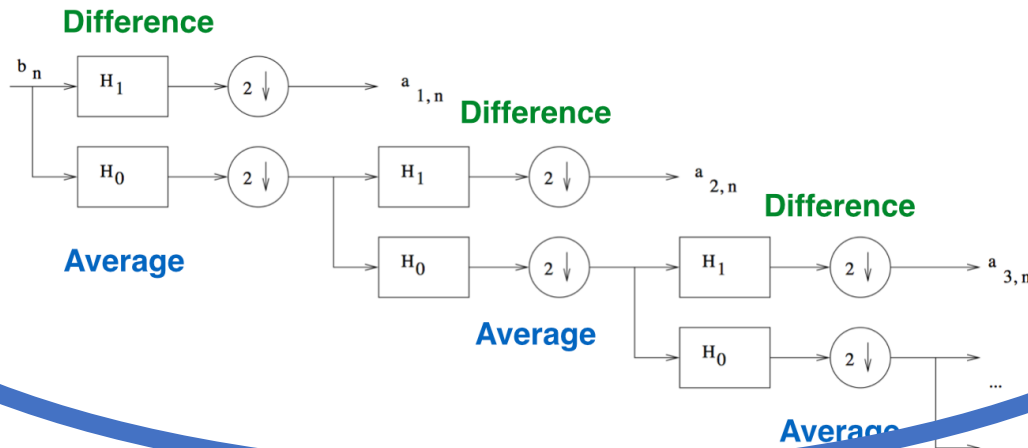 Difference
b n
H1
2 ↓
a 1,n
Difference
H0
2 ↓
H1
2 ↓
a 2,n
Difference
Average
H0
2 ↓
H1
2 ↓
a 3,n
Average
H0
2 ↓
...
Average